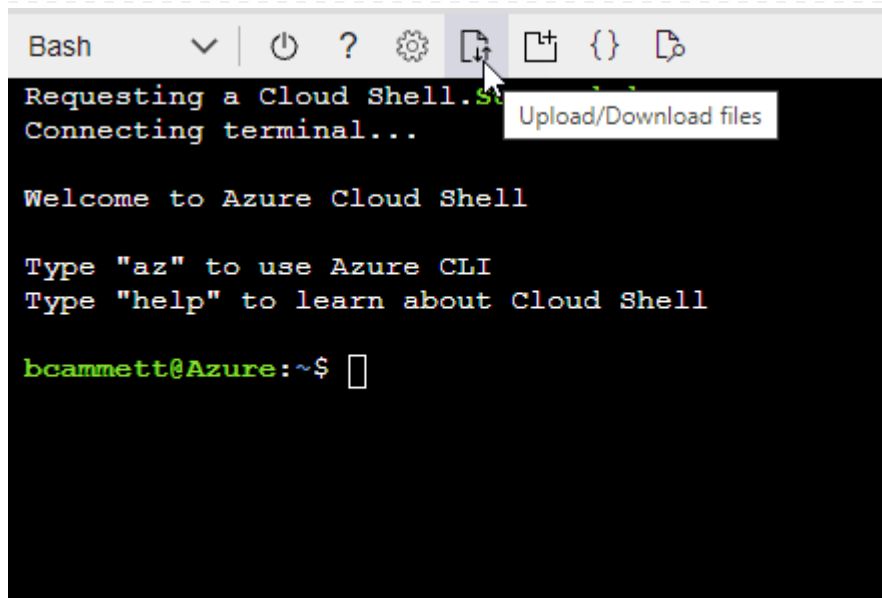 Bash
?
{}
Requesting a Cloud Shell.
Upload/Download files
Connecting terminal...
Welcome to Azure Cloud Shell
Type "az" to use Azure CLI
Type "help" to learn about Cloud Shell
bcammett@Azure:~$